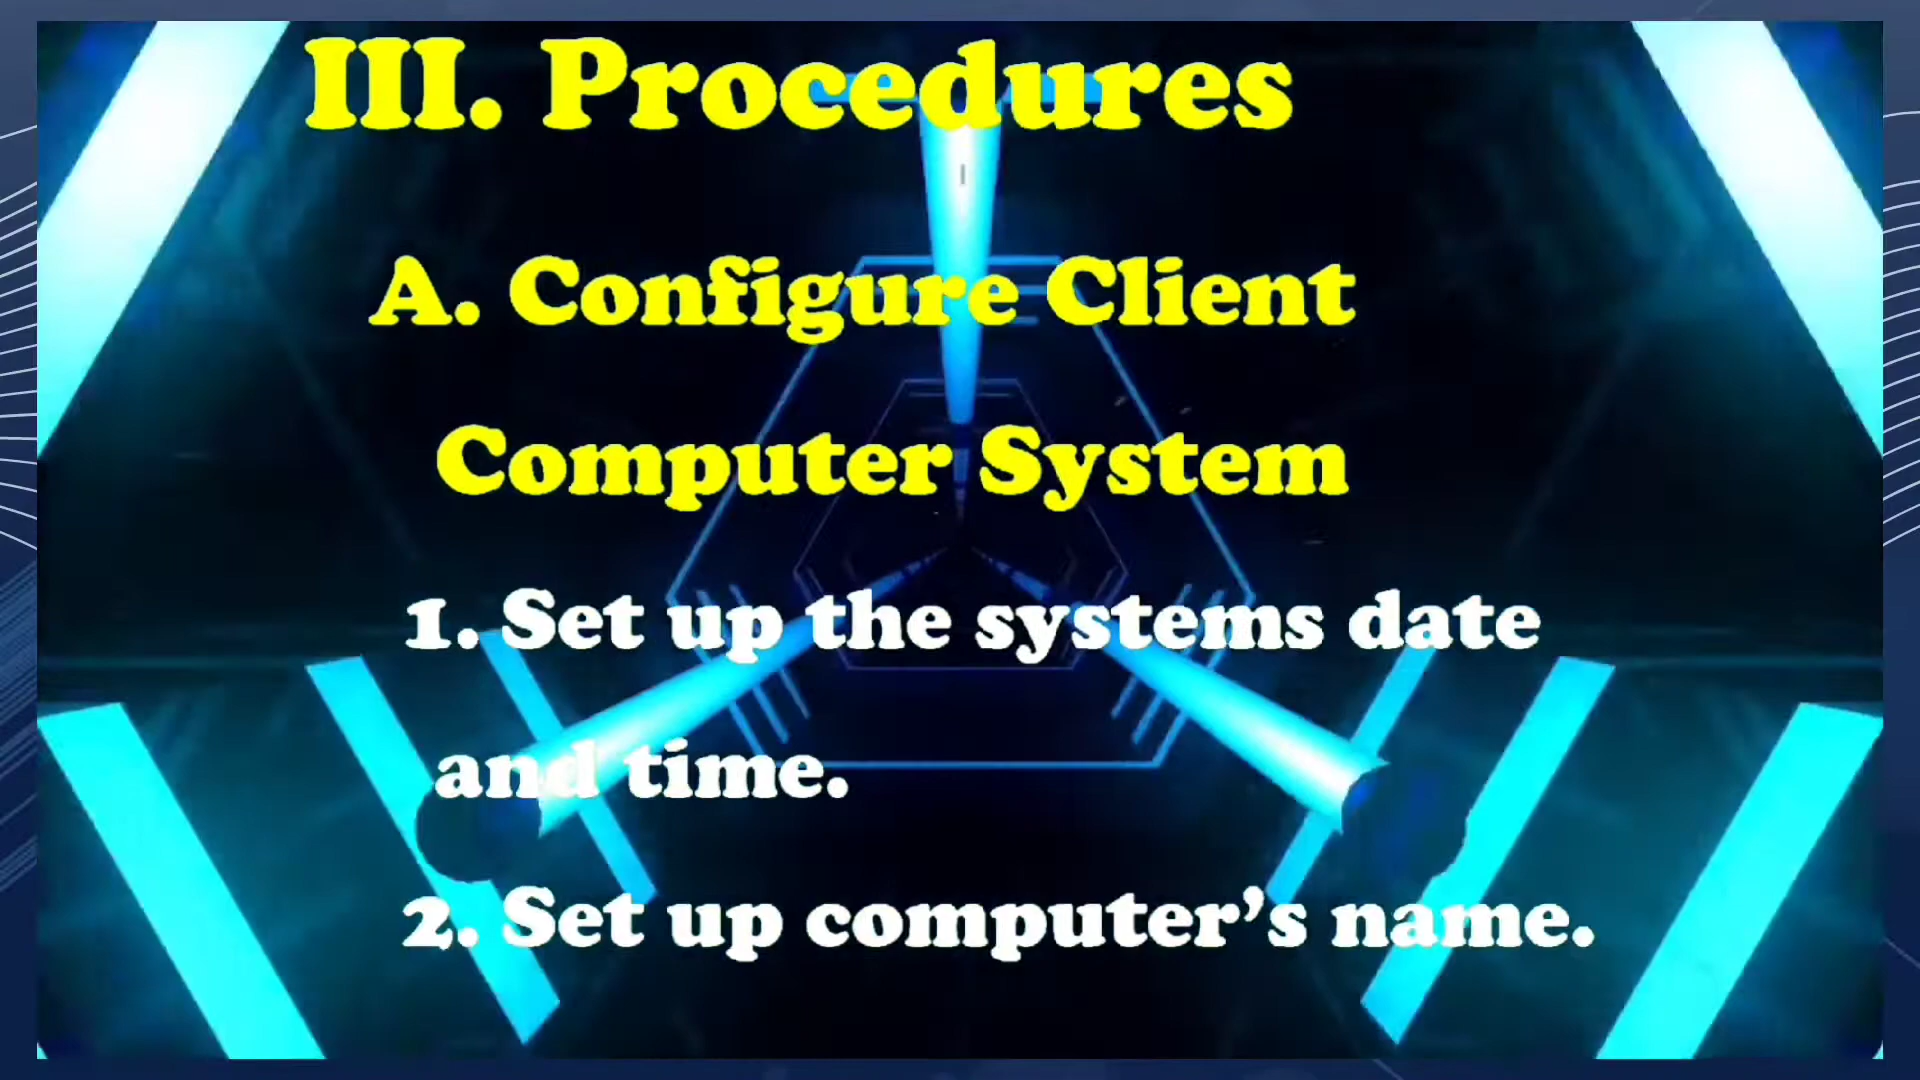 III. Procedures
A. Configure Client
Computer System
1. Set up the systems date
and time.
2. Set up computer’s name.